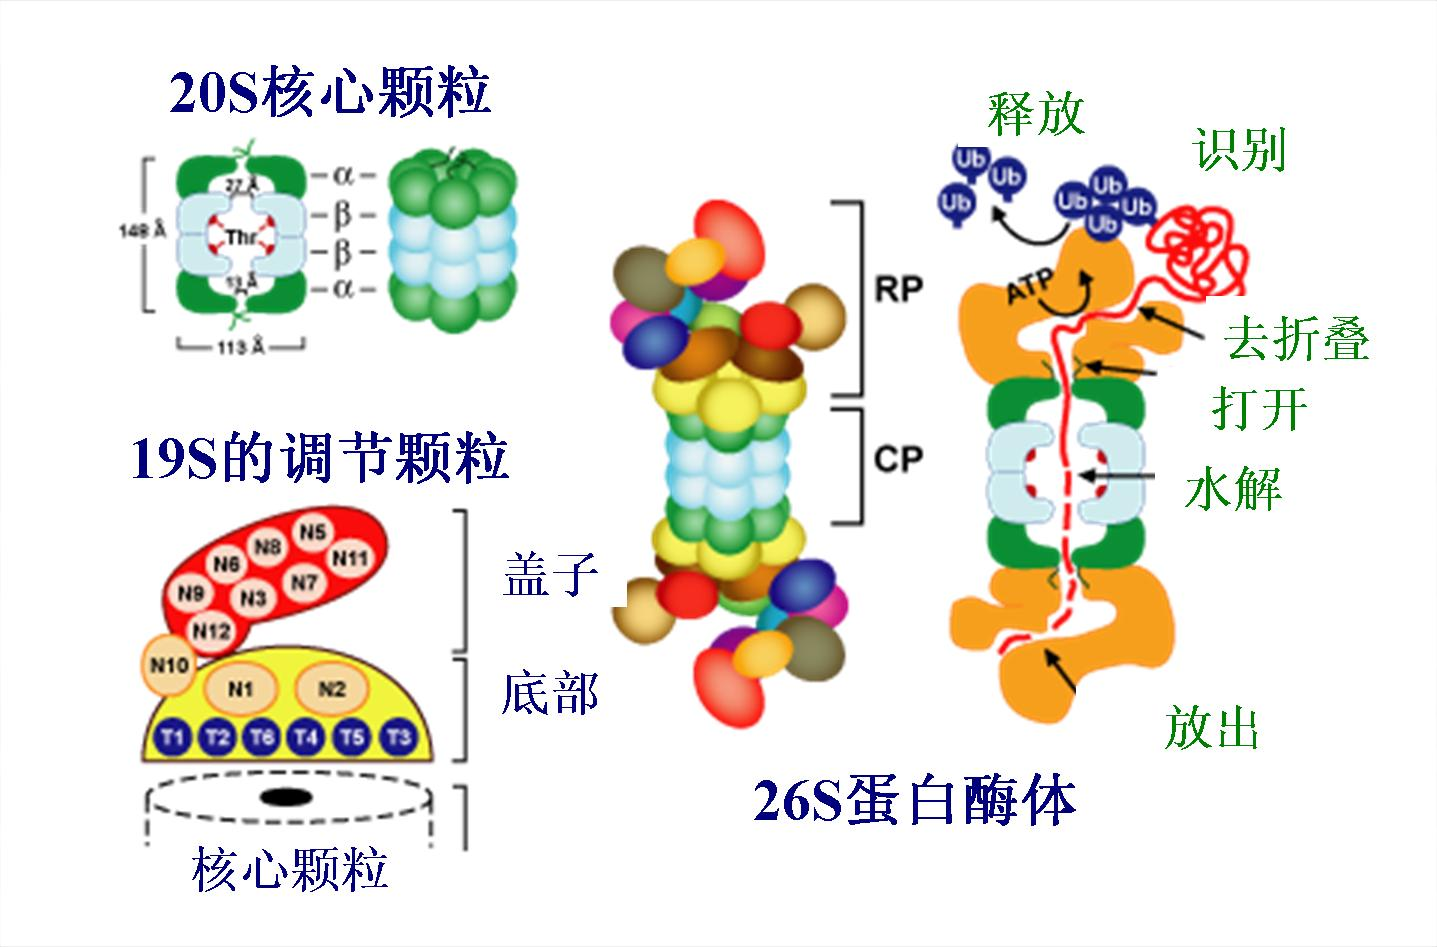 20S核心颗粒
27 Å
148 Å
Thr
13 Å
113 Å
α
β
β
α
19S的调节颗粒
N5
N8
N11
N6
N7
N9
N3
N12
N10
N1
N2
T1
T2
T6
T4
T5
T3
盖子
底部
核心颗粒
RP
CP
26S蛋白酶体
释放
识别
Ub
Ub
Ub
Ub
Ub
Ub
Ub
ATP
去折叠
打开
水解
放出